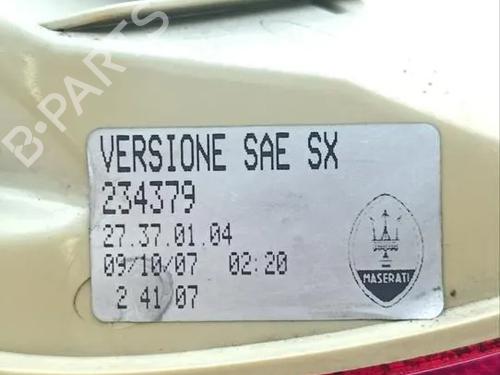 B-PARTS
VERSIONE SAE SX
234379
27.37.01.04
09/10/07 02:20
2 41 07
MASERATI